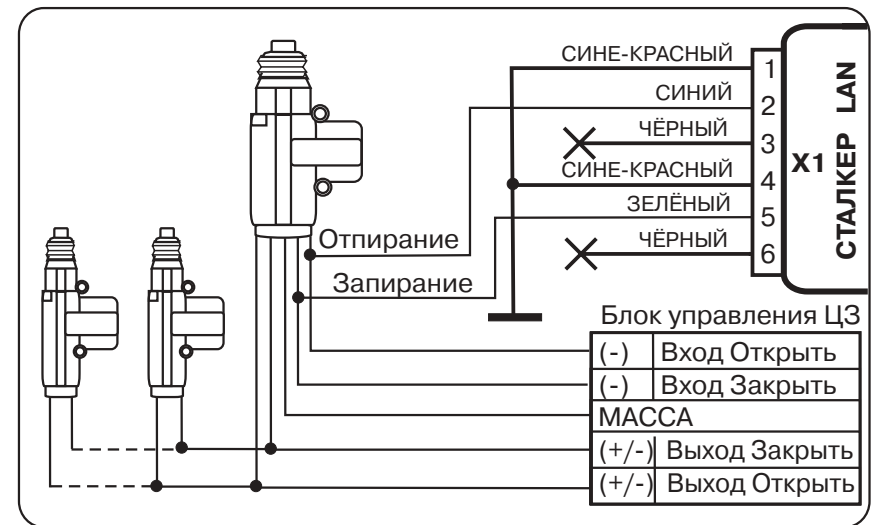 СИНЕ-КРАСНЫЙ 1
СИНИЙ 2
ЧЁРНЫЙ 3
СИНЕ-КРАСНЫЙ 4
ЗЕЛЁНЫЙ 5
ЧЁРНЫЙ 6
X1
СТАЛКЕР LAN
Отпирание
Запирание
Блок управления ЦЗ
(-) Вход Открыть
(-) Вход Закрыть
МАССА
(+/-) Выход Закрыть
(+/-) Выход Открыть